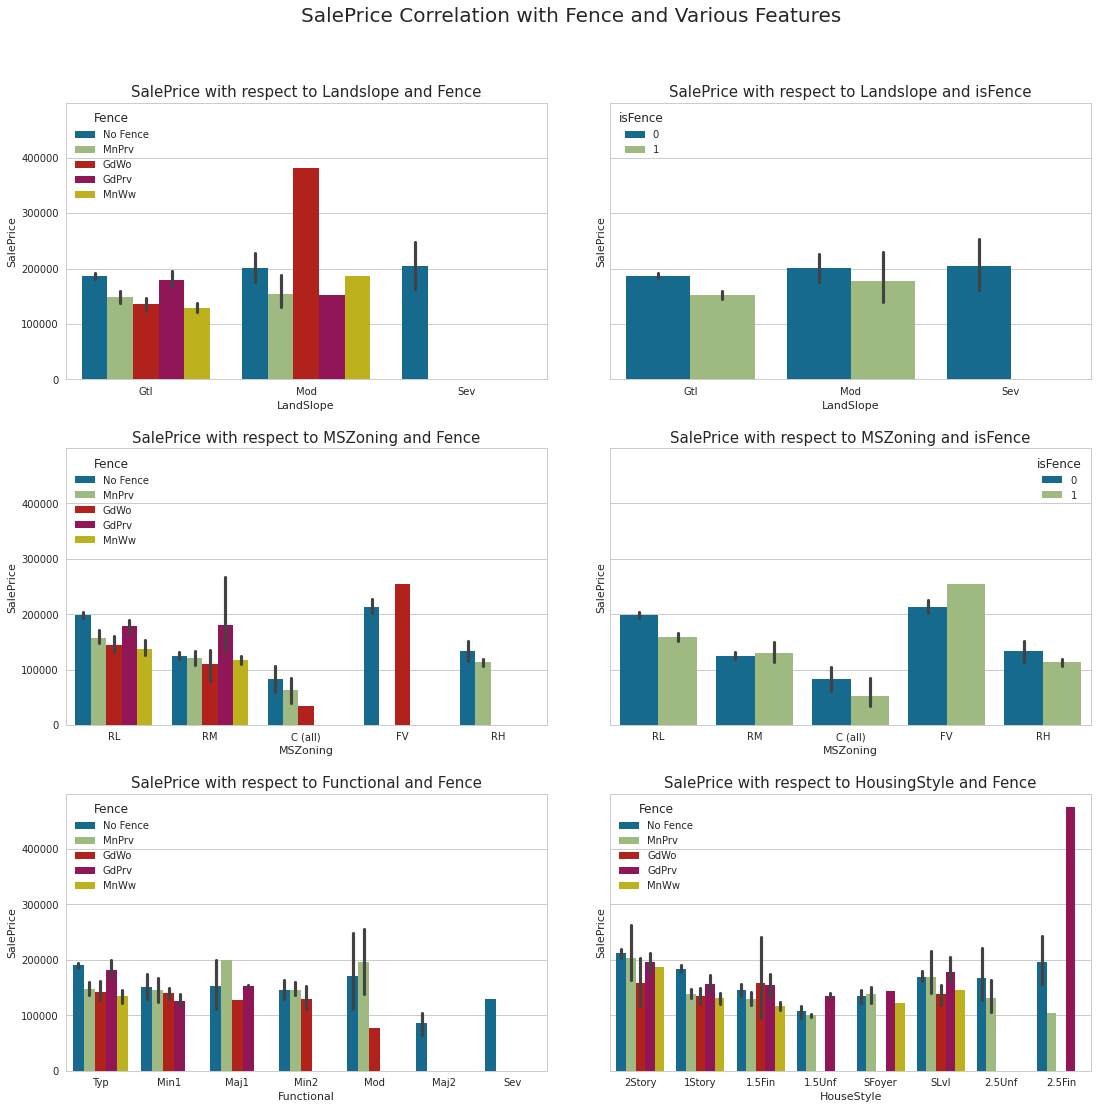 SalePrice Correlation with Fence and Various Features
SalePrice with respect to Landslope and Fence
Fence
No Fence
MnPrv
GdWo
GdPrv
MnWw
400000
300000
200000
100000
0
SalePrice
Gtl Mod Sev
LandSlope
SalePrice with respect to Landslope and isFence
isFence
0
1
SalePrice
Gtl Mod Sev
LandSlope
SalePrice with respect to MSZoning and Fence
Fence
No Fence
MnPrv
GdWo
GdPrv
MnWw
400000
300000
200000
100000
0
SalePrice
RL RM C (all) FV RH
MSZoning
SalePrice with respect to MSZoning and isFence
isFence
0
1
SalePrice
RL RM C (all) FV RH
MSZoning
SalePrice with respect to Functional and Fence
Fence
No Fence
MnPrv
GdWo
GdPrv
MnWw
400000
300000
200000
100000
0
SalePrice
Typ Min1 Maj1 Min2 Mod Maj2 Sev
Functional
SalePrice with respect to HousingStyle and Fence
Fence
No Fence
MnPrv
GdWo
GdPrv
MnWw
SalePrice
2Story 1Story 1.5Fin 1.5Unf SFoyer SLvl 2.5Unf 2.5Fin
HouseStyle